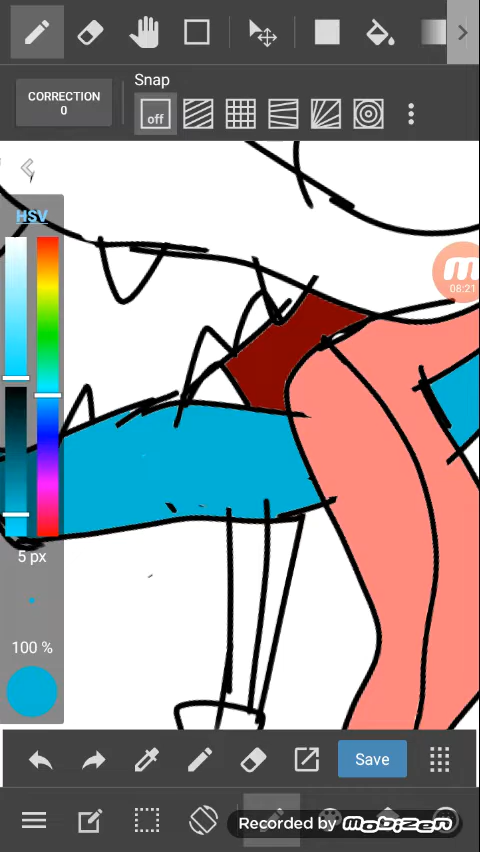 Snap
CORRECTION
0
off
HSV
08:21
5 px
100 %
Save
Recorded by mobizen